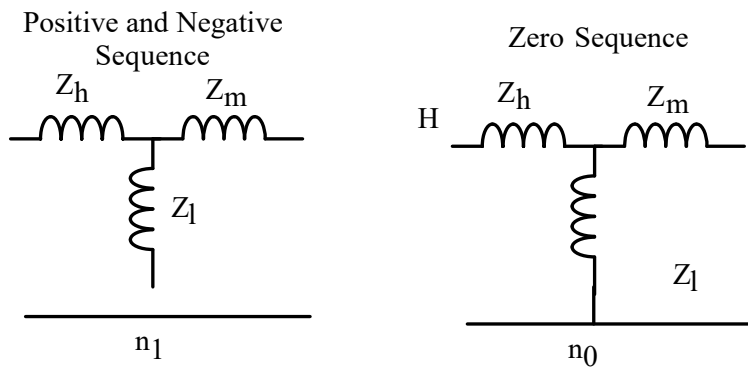 Positive and Negative
Sequence
Zh
Zm
Zl
n1
Zero Sequence
H
Zh
Zm
Zl
n0